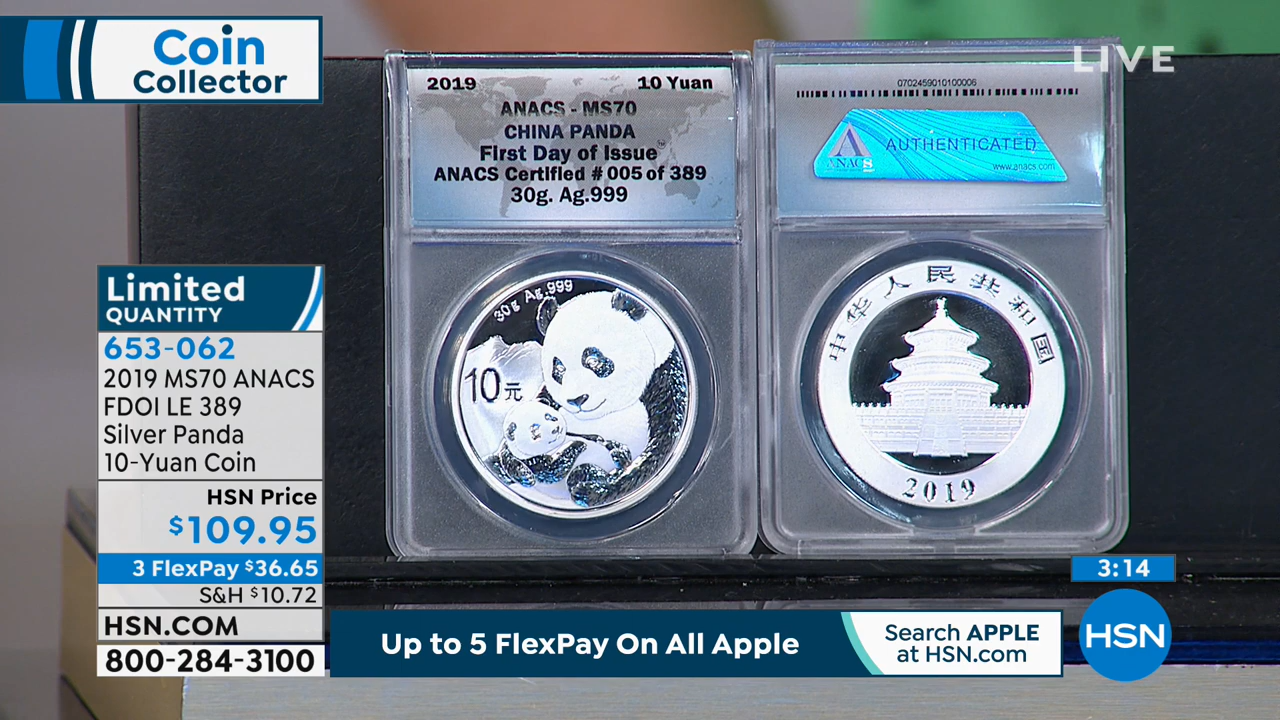 Coin
Collector
LIVE
2019 10 Yuan
ANACS - MS70
CHINA PANDA
First Day of Issue™
ANACS Certified #005 of 389
30g. Ag.999
0702459010100006
ANACS
AUTHENTICATED
www.anacs.com
30g Ag.999
10元
中华人民共和国
2019
Limited
QUANTITY
653-062
2019 MS70 ANACS
FDOI LE 389
Silver Panda
10-Yuan Coin
HSN Price
$109.95
3 FlexPay $36.65
S&H $10.72
HSN.COM
800-284-3100
3:14
Up to 5 FlexPay On All Apple
Search APPLE
at HSN.com
HSN